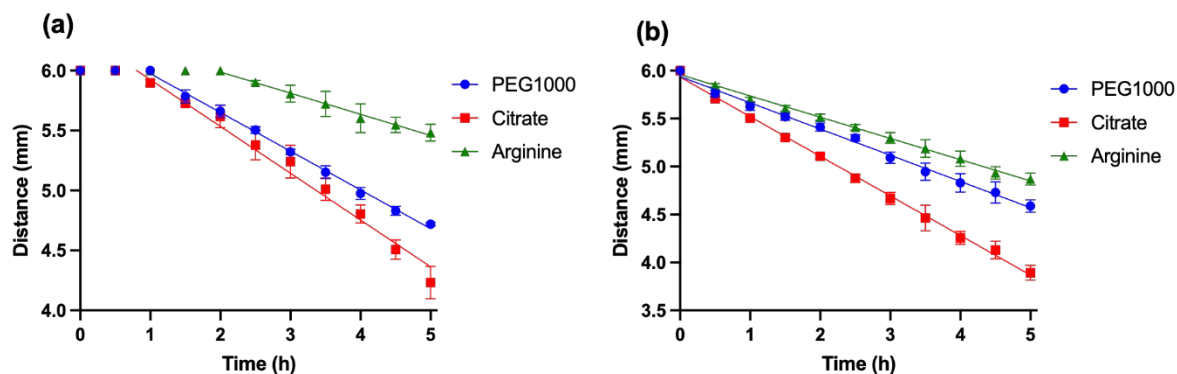 (a)
Distance (mm)
6.0
5.5
5.0
4.5
4.0
0 1 2 3 4 5
Time (h)
PEG1000
Citrate
Arginine
(b)
Distance (mm)
6.0
5.5
5.0
4.5
4.0
3.5
0 1 2 3 4 5
Time (h)
PEG1000
Citrate
Arginine